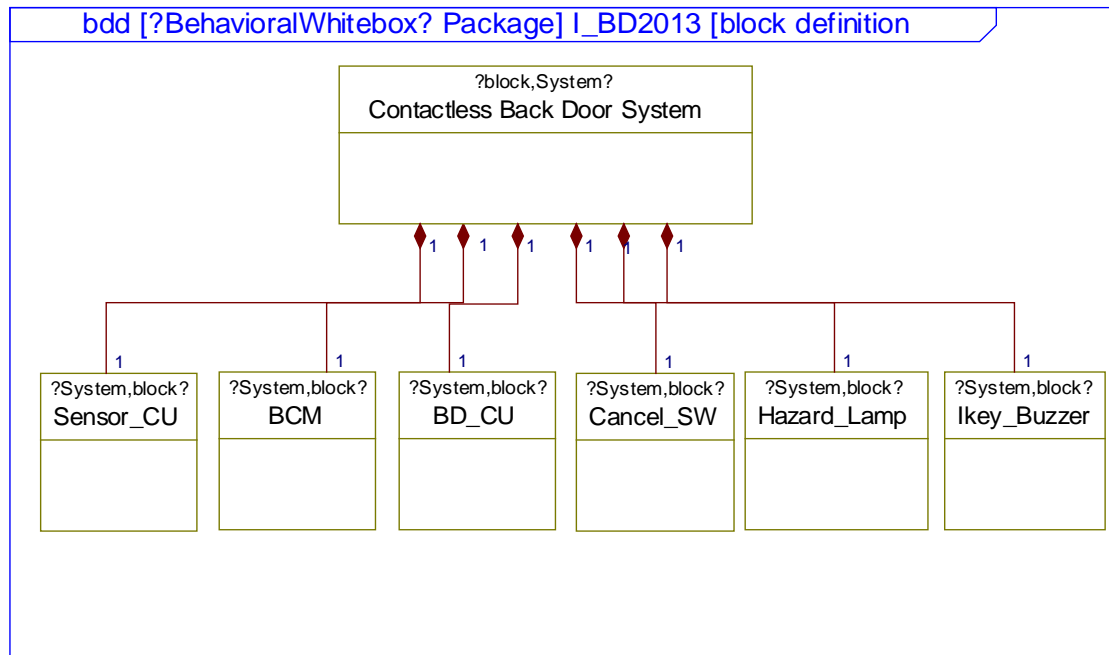 bdd [?BehavioralWhitebox? Package] I_BD2013 [block definition
?block,System?
Contactless Back Door System
1 1 1 1 1 1
1 1 1 1 1 1
?System,block? ?System,block? ?System,block? ?System,block? ?System,block? ?System,block?
Sensor_CU BCM BD_CU Cancel_SW Hazard_Lamp Ikey_Buzzer